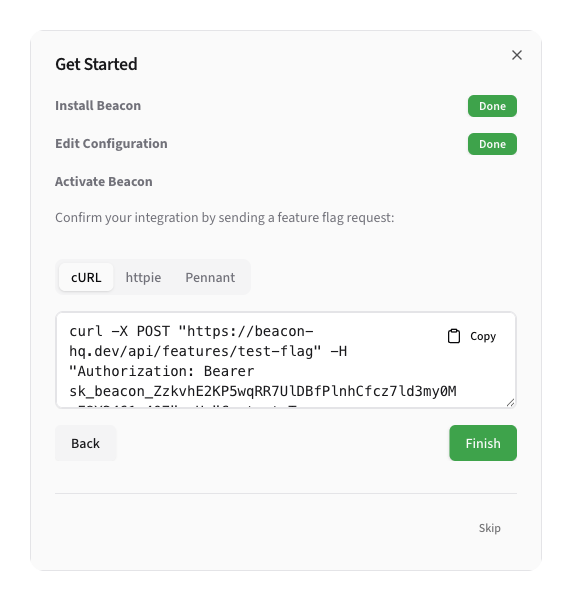 Get Started
Install Beacon
Done
Edit Configuration
Done
Activate Beacon
Confirm your integration by sending a feature flag request:
cURL
httpie
Pennant
curl -X POST "https://beacon-
hq.dev/api/features/test-flag" -H
"Authorization: Bearer
sk_beacon_ZzkvhE2KP5wqRR7UlDBfPlnhCfcz7ld3my0M
Copy
Back
Finish
Skip